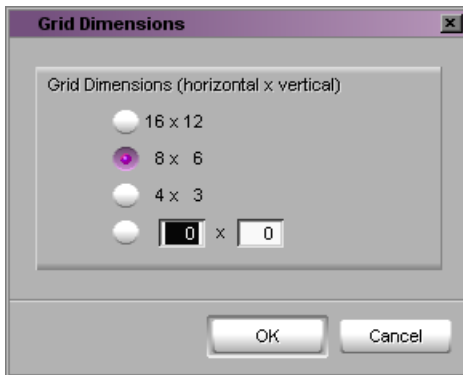 Grid Dimensions
Grid Dimensions (horizontal x vertical)
16 x 12
8 x 6
4 x 3
0 x 0
OK Cancel